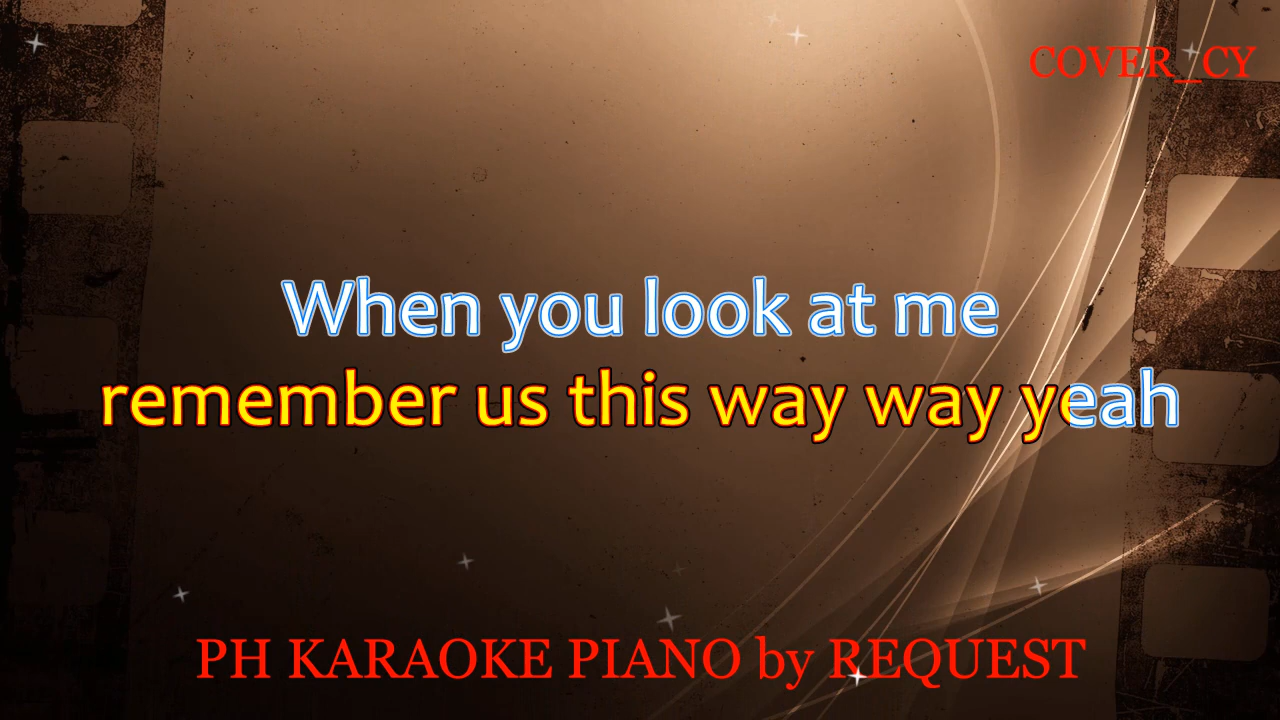 COVER_CY
When you look at me
remember us this way way yeah
PH KARAOKE PIANO by REQUEST